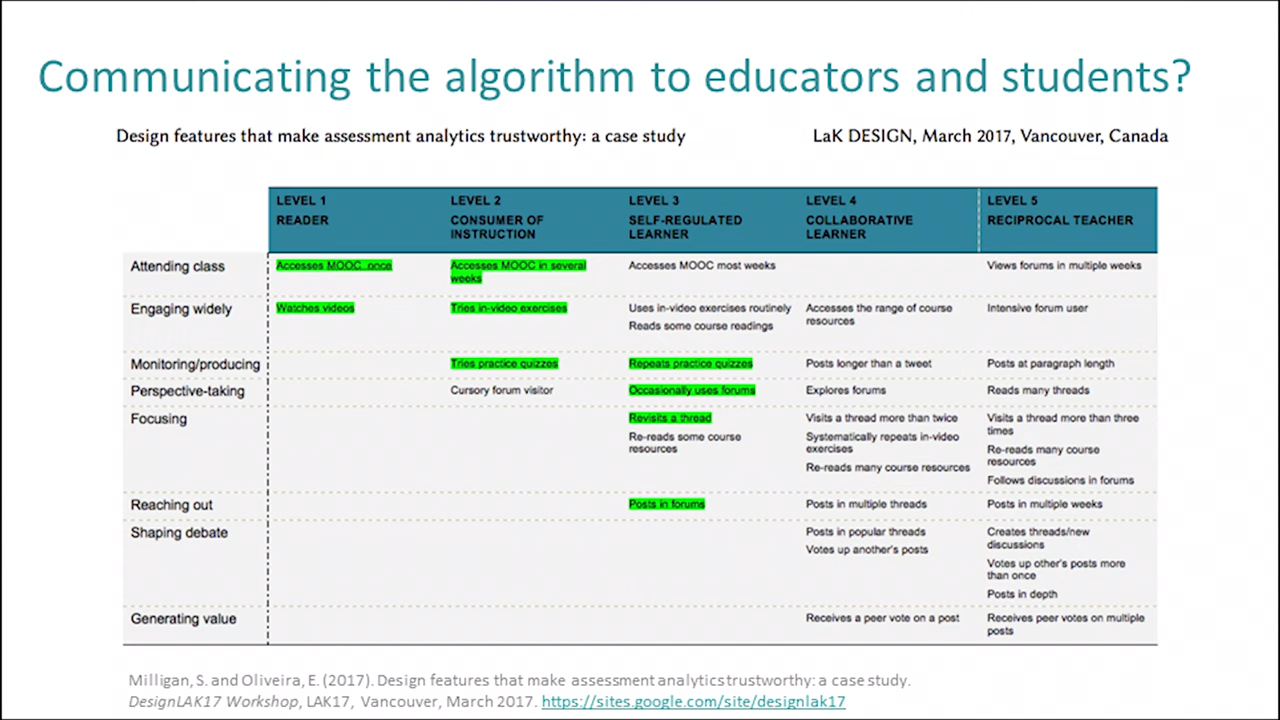 Communicating the algorithm to educators and students?
Design features that make assessment analytics trustworthy: a case study
LaK DESIGN, March 2017, Vancouver, Canada
LEVEL 1
READER
LEVEL 2
CONSUMER OF
INSTRUCTION
LEVEL 3
SELF-REGULATED
LEARNER
LEVEL 4
COLLABORATIVE
LEARNER
LEVEL 5
RECIPROCAL TEACHER
Attending class
Accesses MOOC once
Accesses MOOC in several
weeks
Accesses MOOC most weeks
Views forums in multiple weeks
Engaging widely
Watches videos
Tries in-video exercises
Uses in-video exercises routinely
Reads some course readings
Accesses the range of course
resources
Intensive forum user
Monitoring/producing
Tries practice quizzes
Repeats practice quizzes
Posts longer than a tweet
Posts at paragraph length
Perspective-taking
Cursory forum visitor
Occasionally uses forums
Explores forums
Reads many threads
Focusing
Revisits a thread
Re-reads some course
resources
Visits a thread more than twice
Systematically repeats in-video
exercises
Re-reads many course resources
Visits a thread more than three
times
Re-reads many course
resources
Follows discussions in forums
Reaching out
Posts in forums
Posts in multiple threads
Posts in multiple weeks
Shaping debate
Posts in popular threads
Votes up another's posts
Creates threads/new
discussions
Votes up other's posts more
than once
Posts in depth
Generating value
Receives a peer vote on a post
Receives peer votes on multiple
posts
Milligan, S. and Oliveira, E. (2017). Design features that make assessment analytics trustworthy: a case study.
DesignLAK17 Workshop, LAK17, Vancouver, March 2017. https://sites.google.com/site/designlak17